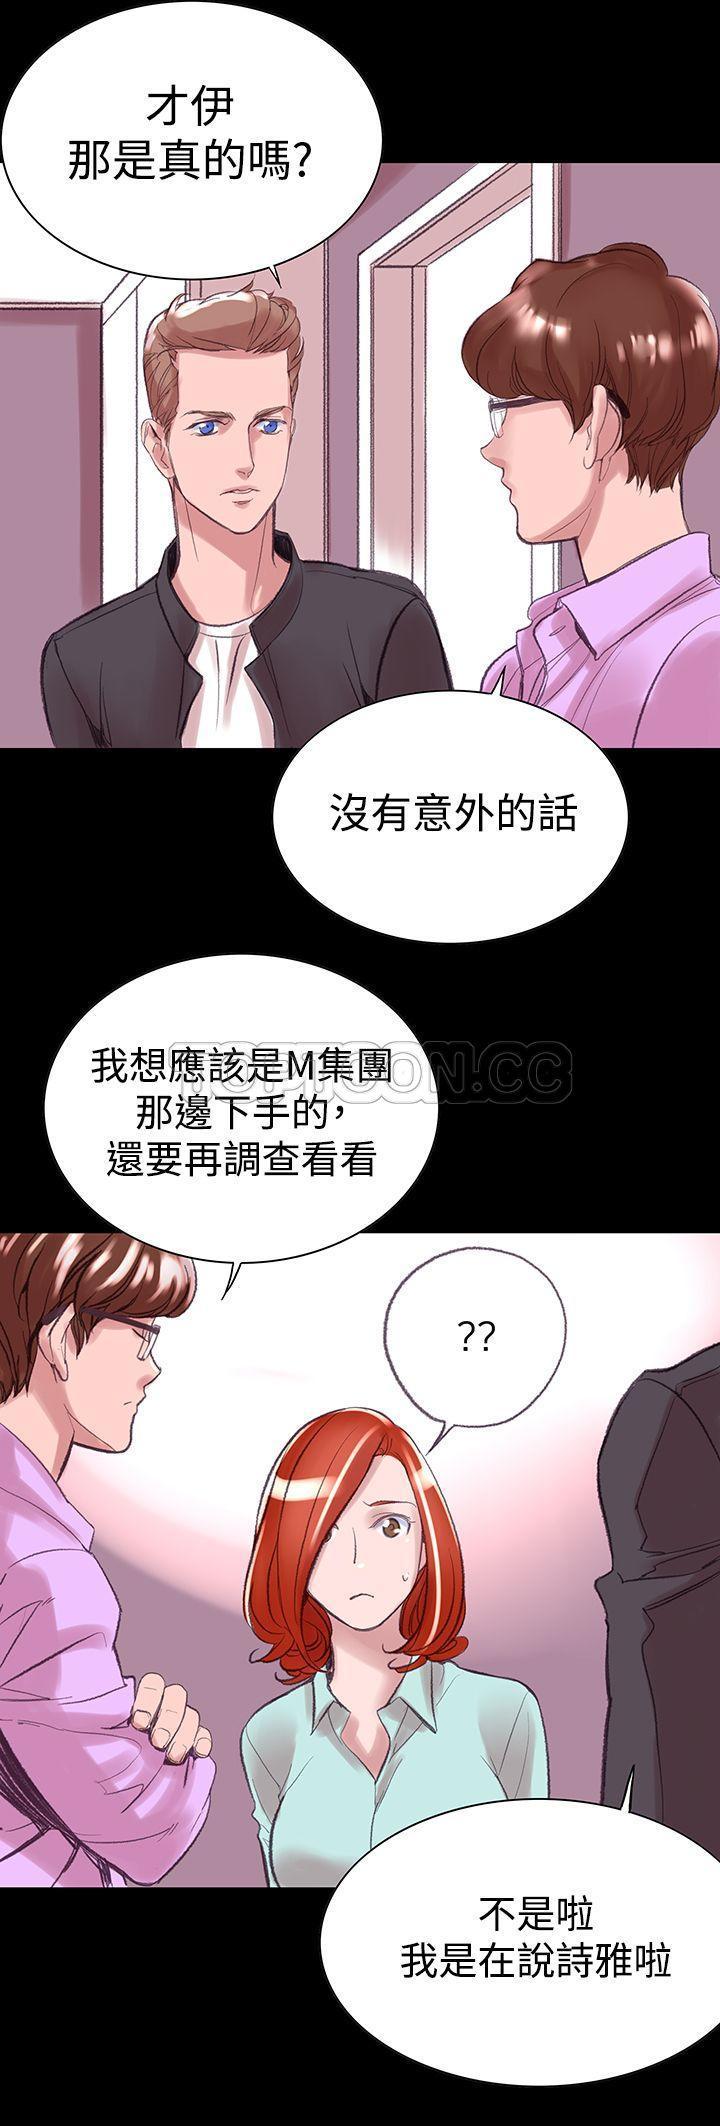 才伊
那是真的嗎?
沒有意外的話
我想應該是M集團
那邊下手的,
還要再調查看看
TOPTOON.CC
??
不是啦
我是在說詩雅啦